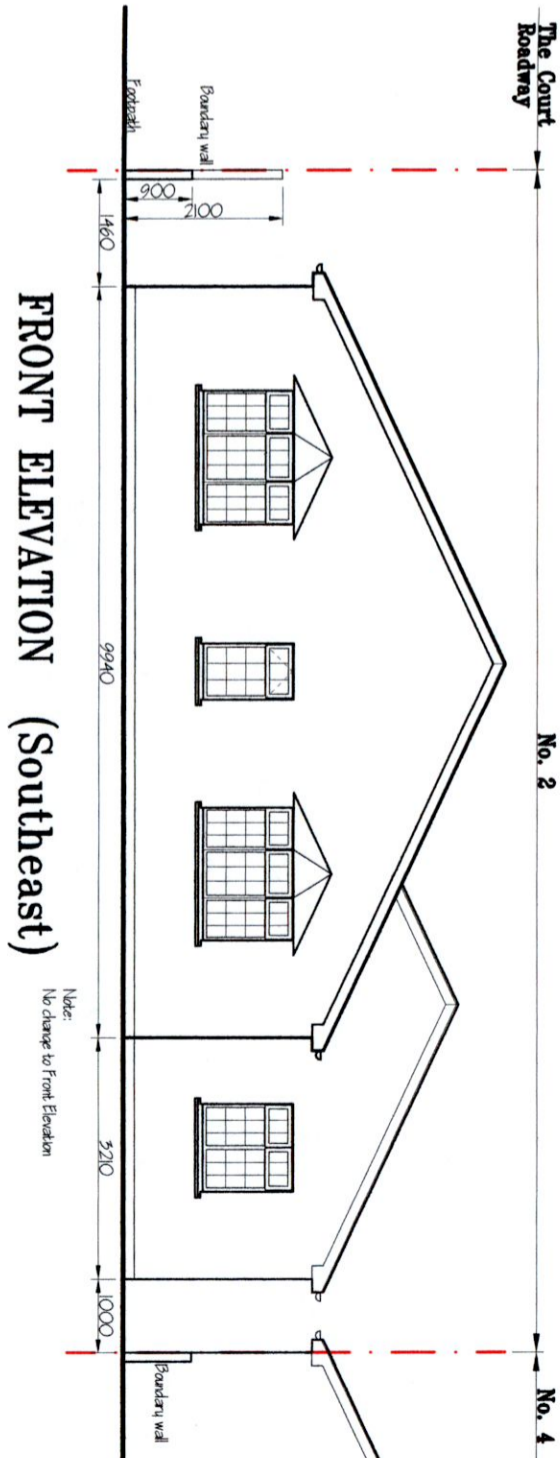 The Court
Roadway
No. 2
No. 4
Boundary wall
Footpath
900
2100
1460
9940
3210
1000
Boundary wall
FRONT ELEVATION (Southeast)
Note:
No change to Front Elevation